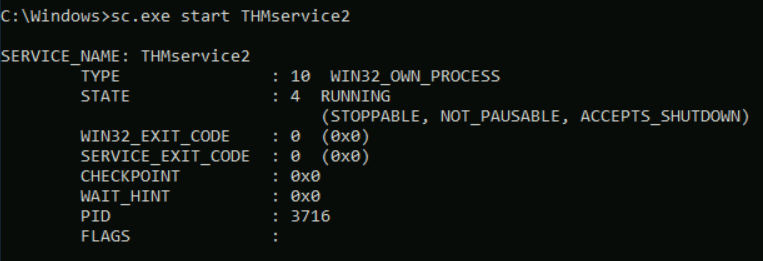 C:\Windows>sc.exe start THMservice2
SERVICE_NAME: THMservice2
        TYPE               : 10  WIN32_OWN_PROCESS
        STATE              : 4  RUNNING
                                (STOPPABLE, NOT_PAUSABLE, ACCEPTS_SHUTDOWN)
        WIN32_EXIT_CODE    : 0  (0x0)
        SERVICE_EXIT_CODE  : 0  (0x0)
        CHECKPOINT         : 0x0
        WAIT_HINT          : 0x0
        PID                : 3716
        FLAGS              :